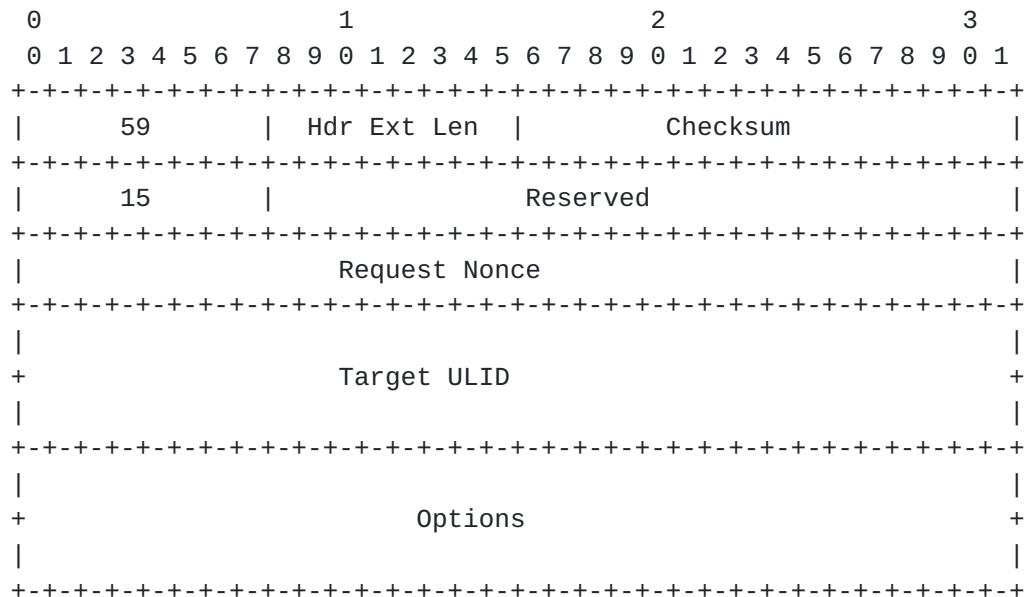 0                   1                   2                   3
 0 1 2 3 4 5 6 7 8 9 0 1 2 3 4 5 6 7 8 9 0 1 2 3 4 5 6 7 8 9 0 1
+-+-+-+-+-+-+-+-+-+-+-+-+-+-+-+-+-+-+-+-+-+-+-+-+-+-+-+-+-+-+-+-+
|      59       |  Hdr Ext Len  |         Checksum              |
+-+-+-+-+-+-+-+-+-+-+-+-+-+-+-+-+-+-+-+-+-+-+-+-+-+-+-+-+-+-+-+-+
|      15       |                Reserved                       |
+-+-+-+-+-+-+-+-+-+-+-+-+-+-+-+-+-+-+-+-+-+-+-+-+-+-+-+-+-+-+-+-+
|                    Request Nonce                              |
+-+-+-+-+-+-+-+-+-+-+-+-+-+-+-+-+-+-+-+-+-+-+-+-+-+-+-+-+-+-+-+-+
|                                                               |
+                    Target ULID                                +
|                                                               |
+-+-+-+-+-+-+-+-+-+-+-+-+-+-+-+-+-+-+-+-+-+-+-+-+-+-+-+-+-+-+-+-+
|                                                               |
+                         Options                               +
|                                                               |
+-+-+-+-+-+-+-+-+-+-+-+-+-+-+-+-+-+-+-+-+-+-+-+-+-+-+-+-+-+-+-+-+